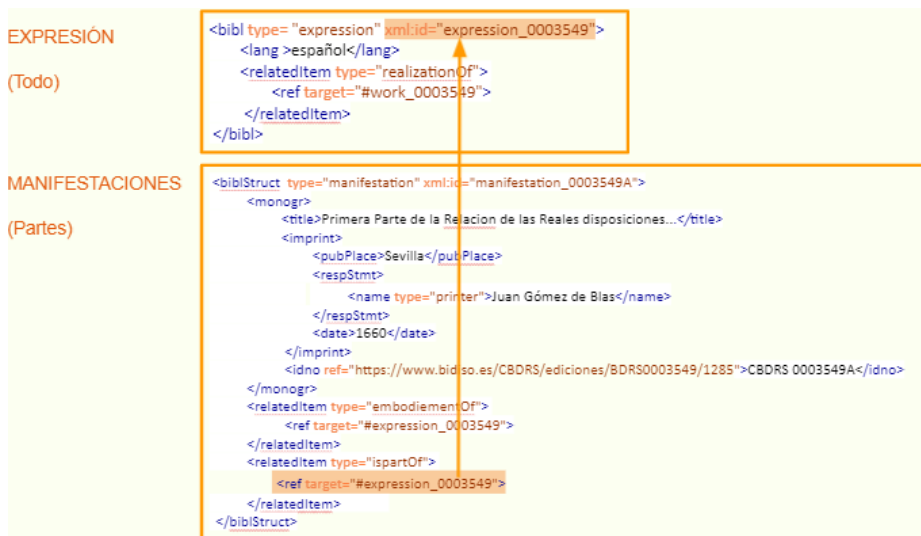 EXPRESIÓN
(Todo)
<bibl type= "expression" xml:id="expression_0003549">
<lang >español</lang>
<relatedItem type="realizationOf">
<ref target="#work_0003549">
</relatedItem>
</bibl>
MANIFESTACIONES
(Partes)
<biblStruct type="manifestation" xml:id="manifestation_0003549A">
<monogr>
<title>Primera Parte de la Relacion de las Reales disposiciones...</title>
<imprint>
<pubPlace>Sevilla</pubPlace>
<respStmt>
<name type="printer">Juan Gómez de Blas</name>
</respStmt>
<date>1660</date>
</imprint>
<idno ref="https://www.bidiso.es/CBDRS/ediciones/BDRS0003549/1285">CBDRS 0003549A</idno>
</monogr>
<relatedItem type="embodiementOf">
<ref target="#expression_0003549">
</relatedItem>
<relatedItem type="ispartOf">
<ref target="#expression_0003549">
</relatedItem>
</biblStruct>